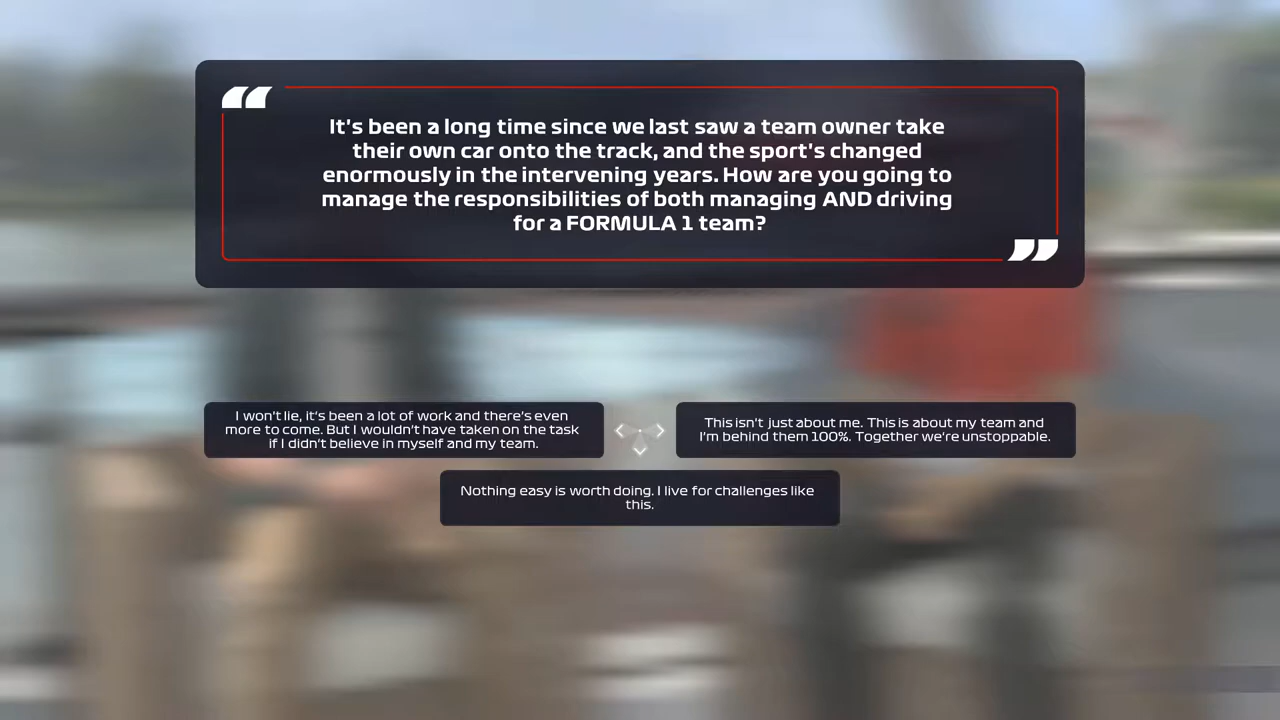 It's been a long time since we last saw a team owner take
their own car onto the track, and the sport's changed
enormously in the intervening years. How are you going to
manage the responsibilities of both managing AND driving
for a FORMULA 1 team?
I won't lie, it's been a lot of work and there's even
more to come. But I wouldn't have taken on the task
if I didn't believe in myself and my team.
This isn't just about me. This is about my team and
I'm behind them 100%. Together we're unstoppable.
Nothing easy is worth doing. I live for challenges like
this.